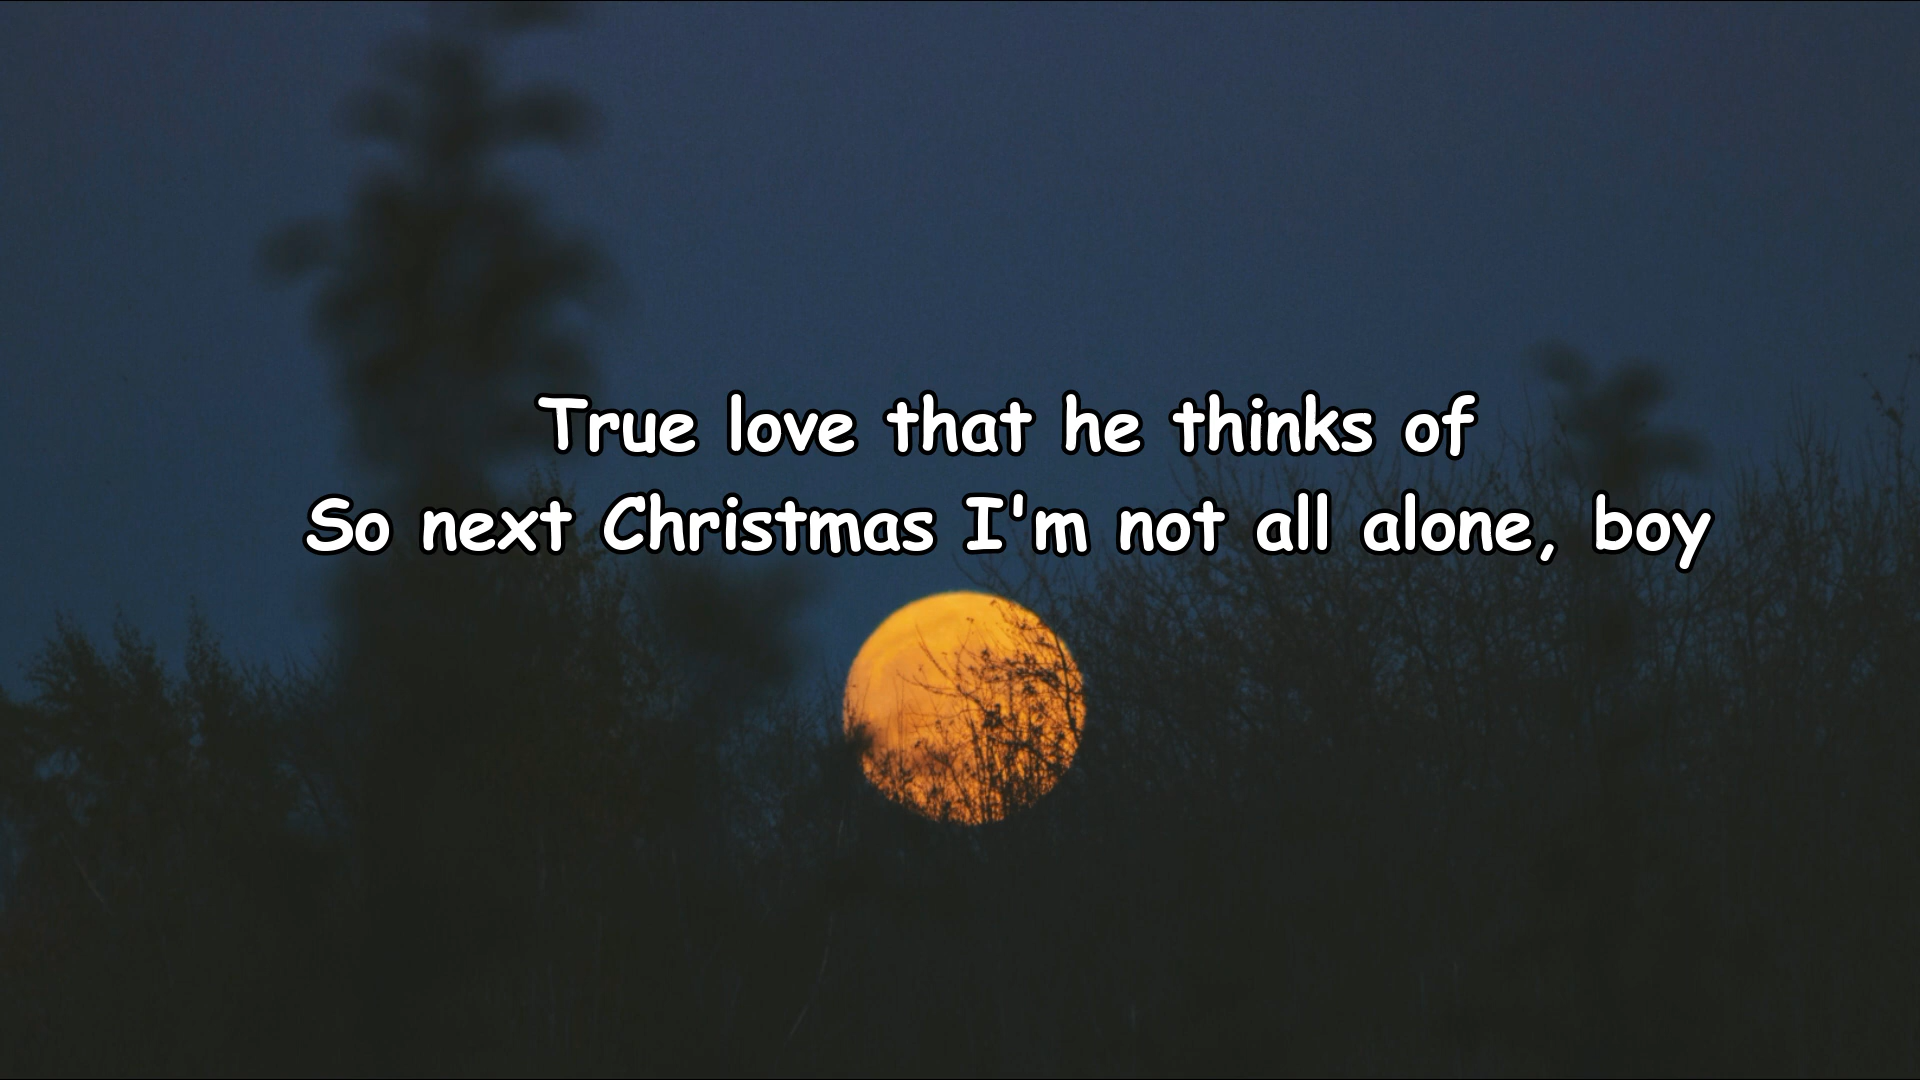 True love that he thinks of
So next Christmas I'm not all alone, boy